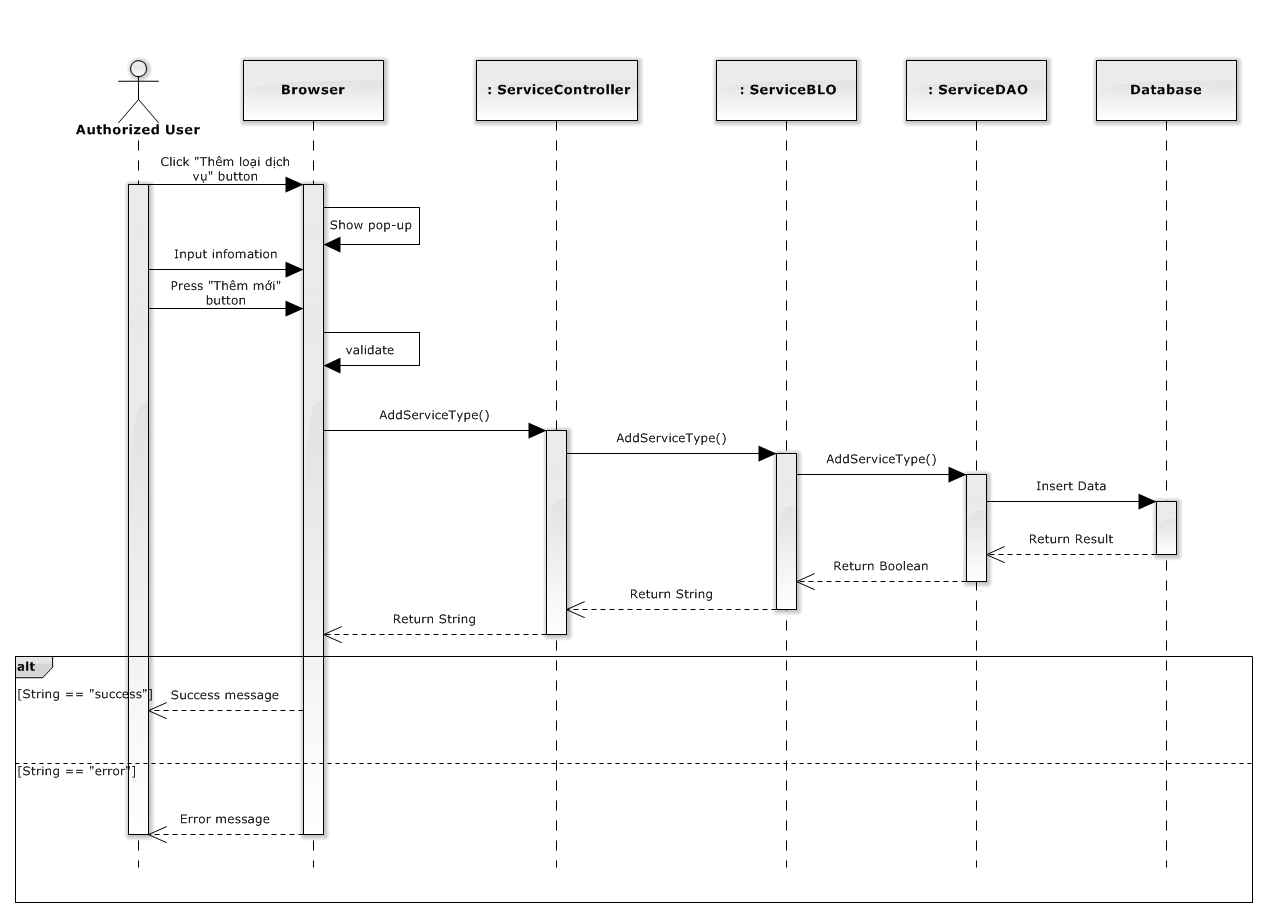 Authorized User
Browser
: ServiceController
: ServiceBLO
: ServiceDAO
Database
Click "Thêm loại dịch
vụ" button
Show pop-up
Input infomation
Press "Thêm mới"
button
validate
AddServiceType()
AddServiceType()
AddServiceType()
Insert Data
Return Result
Return Boolean
Return String
Return String
alt
[String == "success"]
Success message
[String == "error"]
Error message